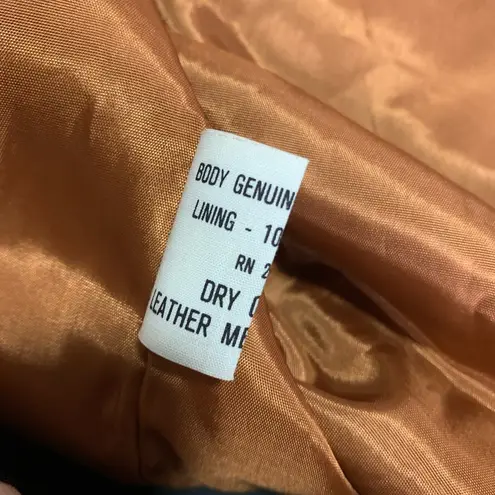 BODY GENUIN
LINING - 10
RN 2
DRY
LEATHER ME